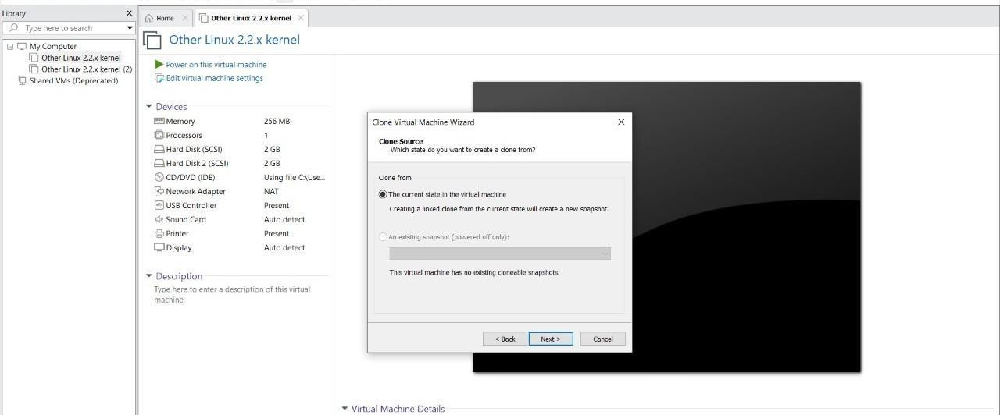 Library X
Type here to search
My Computer
Other Linux 2.2.x kernel
Other Linux 2.2.x kernel (2)
Shared VMs (Deprecated)
Home
Other Linux 2.2.x kernel
Other Linux 2.2.x kernel
Power on this virtual machine
Edit virtual machine settings
Devices
Memory 256 MB
Processors 1
Hard Disk (SCSI) 2 GB
Hard Disk 2 (SCSI) 2 GB
CD/DVD (IDE) Using file C:\Use...
Network Adapter NAT
USB Controller Present
Sound Card Auto detect
Printer Present
Display Auto detect
Description
Type here to enter a description of this virtual
machine.
Clone Virtual Machine Wizard
Clone Source
Which state do you want to create a clone from?
Clone from
The current state in the virtual machine
Creating a linked clone from the current state will create a new snapshot.
An existing snapshot (powered off only):
This virtual machine has no existing cloneable snapshots.
< Back Next > Cancel
Virtual Machine Details